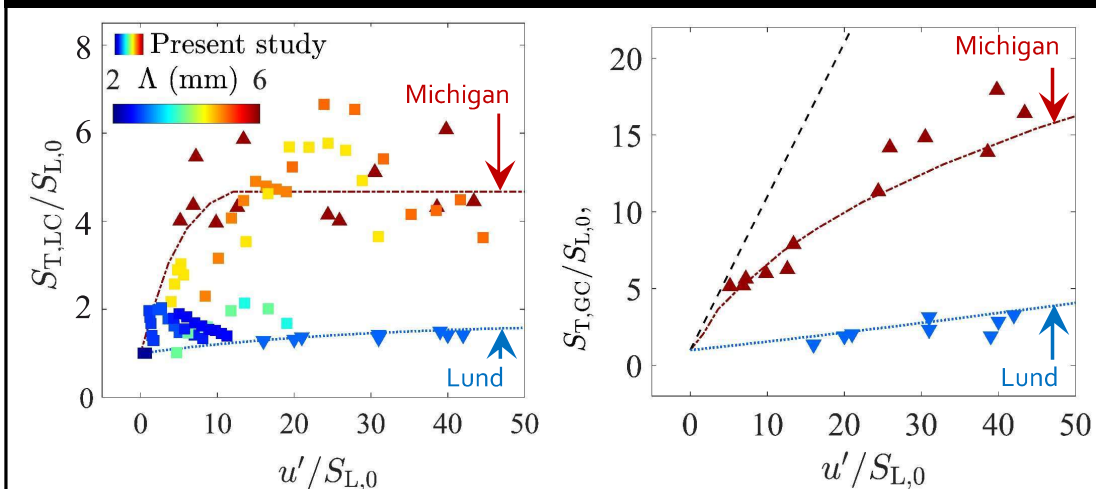 8
6
4
2
0
S_T,LC/S_L,0
Present study
2 Λ (mm) 6
Michigan
Lund
0 10 20 30 40 50
u′/S_L,0
20
15
10
5
0
S_T,GC/S_L,0,
Michigan
Lund
0 10 20 30 40 50
u′/S_L,0